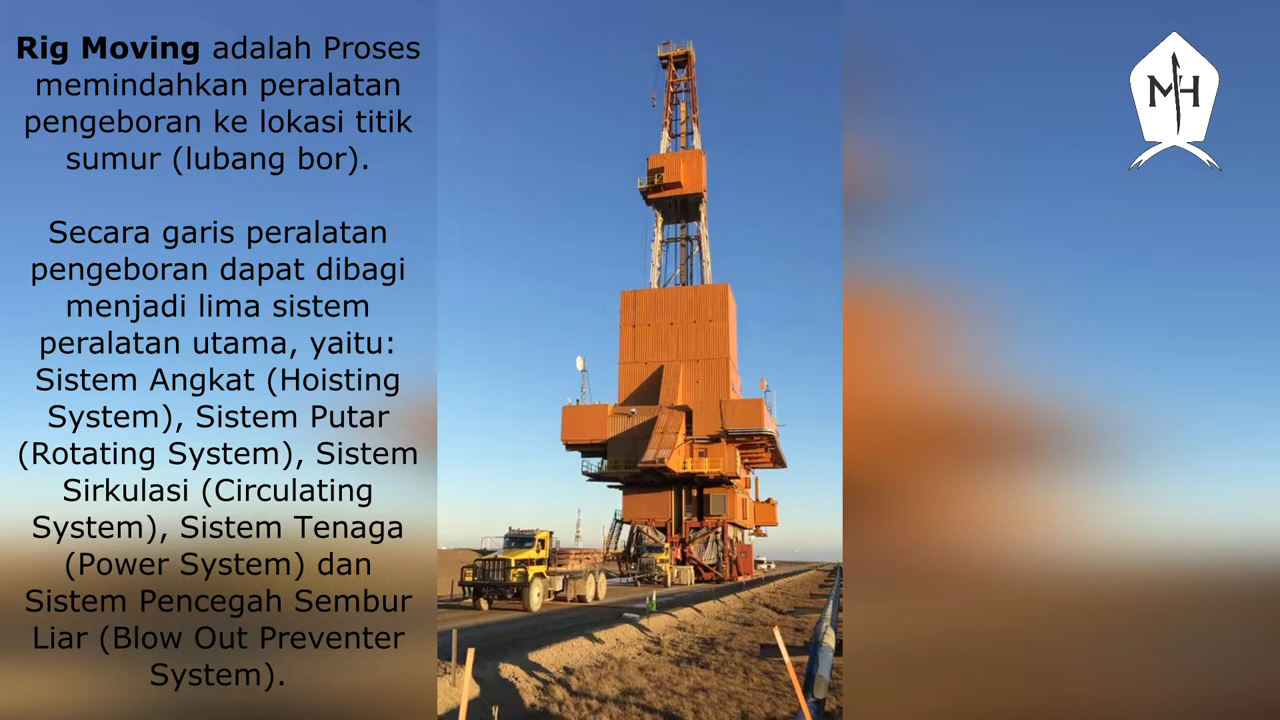 Rig Moving adalah Proses
memindahkan peralatan
pengeboran ke lokasi titik
sumur (lubang bor).
Secara garis peralatan
pengeboran dapat dibagi
menjadi lima sistem
peralatan utama, yaitu:
Sistem Angkat (Hoisting
System), Sistem Putar
(Rotating System), Sistem
Sirkulasi (Circulating
System), Sistem Tenaga
(Power System) dan
Sistem Pencegah Sembur
Liar (Blow Out Preventer
System).
MH